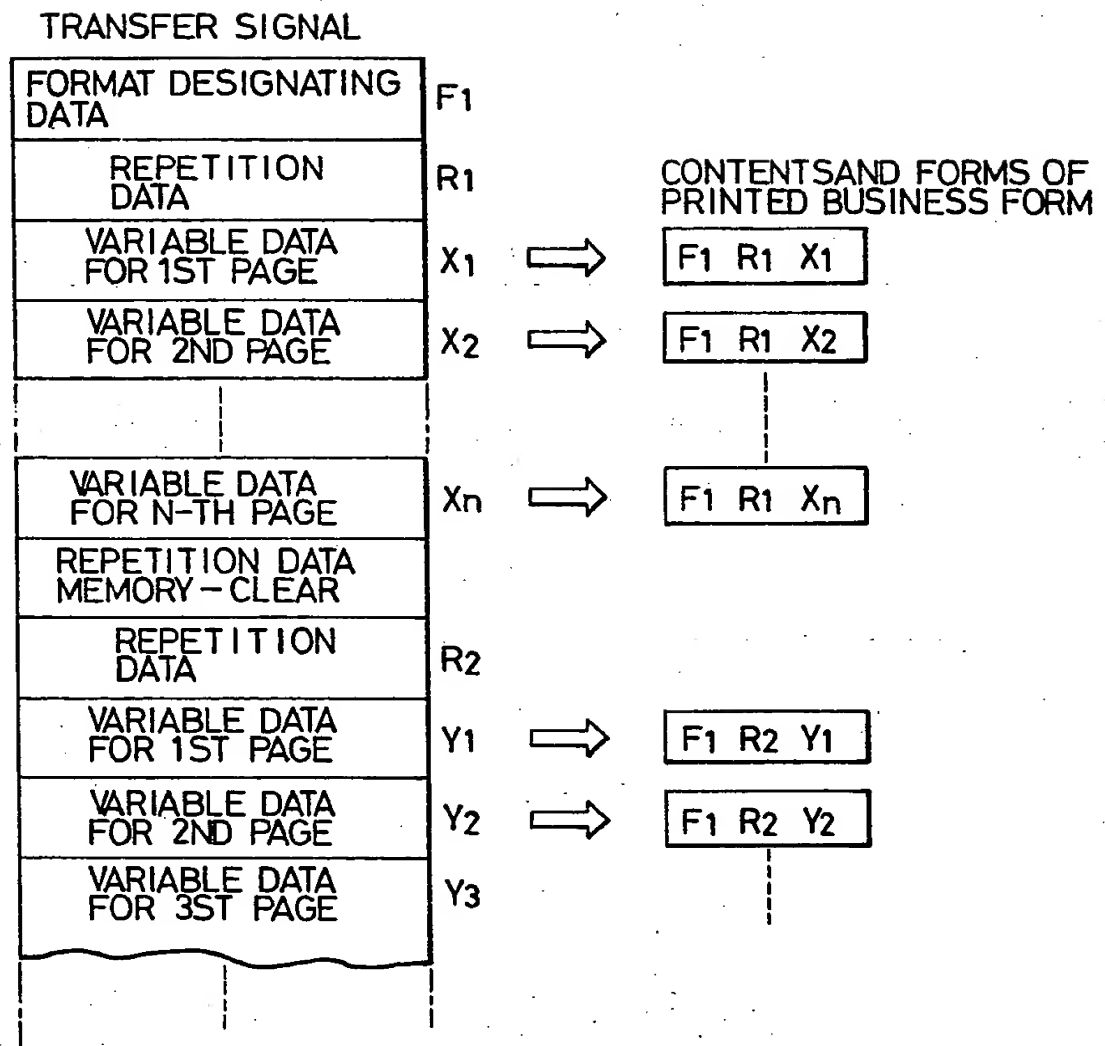 TRANSFER SIGNAL
FORMAT DESIGNATING
DATA
F1
REPETITION
DATA
R1
CONTENTSAND FORMS OF
PRINTED BUSINESS FORM
VARIABLE DATA
FOR 1ST PAGE
X1
F1 R1 X1
VARIABLE DATA
FOR 2ND PAGE
X2
F1 R1 X2
VARIABLE DATA
FOR N-TH PAGE
Xn
F1 R1 Xn
REPETITION DATA
MEMORY-CLEAR
REPETITION
DATA
R2
VARIABLE DATA
FOR 1ST PAGE
Y1
F1 R2 Y1
VARIABLE DATA
FOR 2ND PAGE
Y2
F1 R2 Y2
VARIABLE DATA
FOR 3ST PAGE
Y3